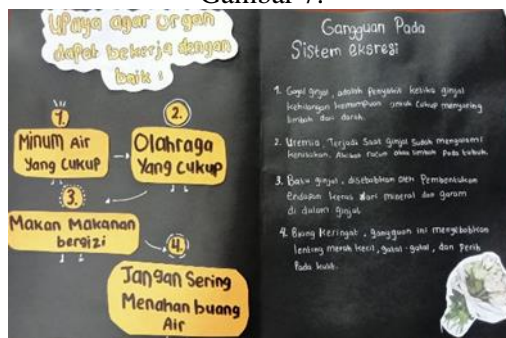 Gambar 7.
Upaya agar organ
dapat bekerja dengan
baik :
1.
Minum Air
Yang Cukup
2.
Olahraga
Yang Cukup
3.
Makan Makanan
bergizi
4.
Jangan Sering
Menahan buang
Air
Gangguan Pada
Sistem eksresi
1. Gagal ginjal, adalah Penyakit ketika ginjal
kehilangan kemampuan untuk Cukup menyaring
limbah dari darah.
2. Uremia, Terjadi Saat ginjal Sudah mengalami
kerusakan, Akibat racun atau limbah Pada tubuh.
3. Batu ginjal, disebabkan oleh Pembentukan
endapan keras dari mineral dan garam
di dalam ginjal
4. Biang keringat, gangguan ini menyebabkan
lenting merah kecil, gatal-gatal, dan Perih
Pada kulit.